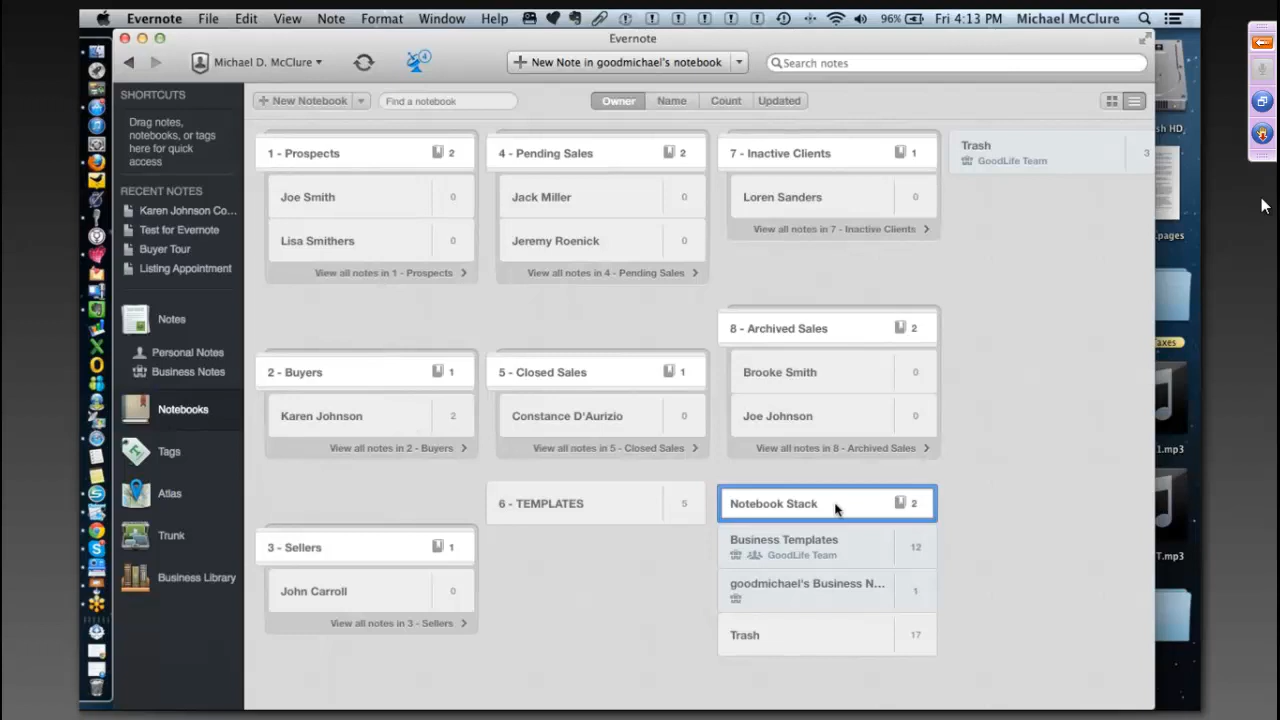 Evernote File Edit View Note Format Window Help 96% Fri 4:13 PM Michael McClure
Evernote
Michael D. McClure
4
New Note in goodmichael's notebook
Search notes
SHORTCUTS
Drag notes,
notebooks, or tags
here for quick
access
RECENT NOTES
Karen Johnson Co...
Test for Evernote
Buyer Tour
Listing Appointment
Notes
Personal Notes
Business Notes
Notebooks
Tags
Atlas
Trunk
Business Library
New Notebook
Find a notebook
Owner Name Count Updated
1 - Prospects 2
Joe Smith 0
Lisa Smithers 0
View all notes in 1 - Prospects
2 - Buyers 1
Karen Johnson 2
View all notes in 2 - Buyers
3 - Sellers 1
John Carroll 0
View all notes in 3 - Sellers
4 - Pending Sales 2
Jack Miller 0
Jeremy Roenick 0
View all notes in 4 - Pending Sales
5 - Closed Sales 1
Constance D'Aurizio 0
View all notes in 5 - Closed Sales
6 - TEMPLATES 5
7 - Inactive Clients 1
Loren Sanders 0
View all notes in 7 - Inactive Clients
8 - Archived Sales 2
Brooke Smith 0
Joe Johnson 0
View all notes in 8 - Archived Sales
Notebook Stack 2
Business Templates 12
GoodLife Team
goodmichael's Business N... 1
Trash 17
Trash 3
GoodLife Team
sh HD,
.pages
axes
1.mp3
T.mp3